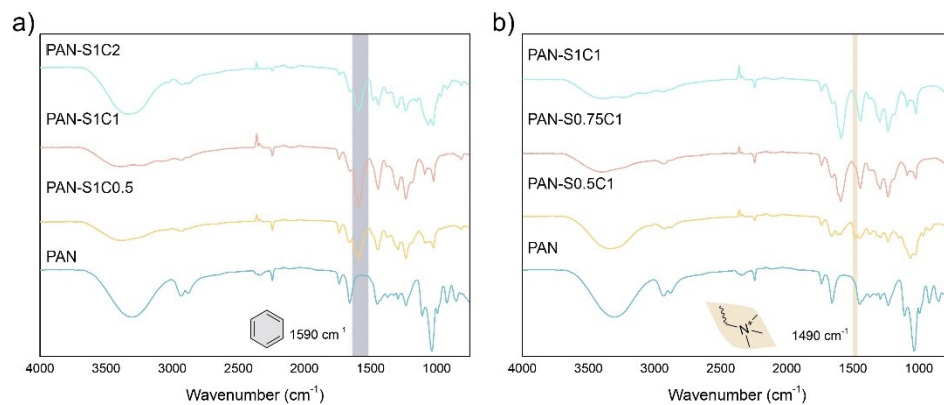 a)
PAN-S1C2
PAN-S1C1
PAN-S1C0.5
PAN
1590 cm-1
4000 3500 3000 2500 2000 1500 1000
Wavenumber (cm-1)
b)
PAN-S1C1
PAN-S0.75C1
PAN-S0.5C1
PAN
N+
1490 cm-1
4000 3500 3000 2500 2000 1500 1000
Wavenumber (cm-1)